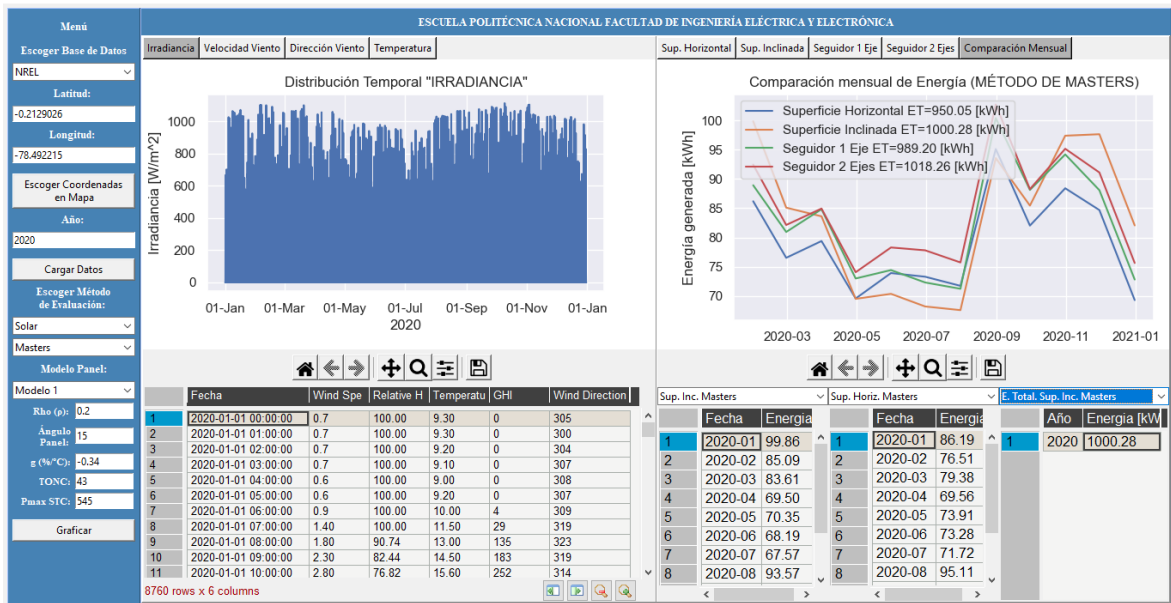 ESCUELA POLITÉCNICA NACIONAL FACULTAD DE INGENIERÍA ELÉCTRICA Y ELECTRÓNICA
Menú
Escoger Base de Datos
NREL
Latitud:
-0.2129026
Longitud:
-78.492215
Escoger Coordenadas
en Mapa
Año:
2020
Cargar Datos
Escoger Método
de Evaluación:
Solar
Masters
Modelo Panel:
Modelo 1
Rho (ρ): 0.2
Ángulo
Panel: 15
g (%/°C): -0.34
TONC: 43
Pmax STC: 545
Graficar
Irradiancia Velocidad Viento Dirección Viento Temperatura
Distribución Temporal "IRRADIANCIA"
Irradiancia [W/m^2]
1000
800
600
400
200
0
01-Jan 01-Mar 01-May 01-Jul 01-Sep 01-Nov 01-Jan
2020
Fecha Wind Spe Relative H Temperatu GHI Wind Direction
1 2020-01-01 00:00:00 0.7 100.00 9.30 0 305
2 2020-01-01 01:00:00 0.7 100.00 9.30 0 300
3 2020-01-01 02:00:00 0.7 100.00 9.20 0 304
4 2020-01-01 03:00:00 0.7 100.00 9.10 0 307
5 2020-01-01 04:00:00 0.6 100.00 9.00 0 308
6 2020-01-01 05:00:00 0.6 100.00 9.20 0 307
7 2020-01-01 06:00:00 0.9 100.00 10.00 4 309
8 2020-01-01 07:00:00 1.40 100.00 11.50 29 319
9 2020-01-01 08:00:00 1.80 90.74 13.00 135 323
10 2020-01-01 09:00:00 2.30 82.44 14.50 183 319
11 2020-01-01 10:00:00 2.80 76.82 15.60 252 314
8760 rows x 6 columns
Sup. Horizontal Sup. Inclinada Seguidor 1 Eje Seguidor 2 Ejes Comparación Mensual
Comparación mensual de Energía (MÉTODO DE MASTERS)
Superficie Horizontal ET=950.05 [kWh]
Superficie Inclinada ET=1000.28 [kWh]
Seguidor 1 Eje ET=989.20 [kWh]
Seguidor 2 Ejes ET=1018.26 [kWh]
Energía generada [kWh]
100
95
90
85
80
75
70
2020-03 2020-05 2020-07 2020-09 2020-11 2021-01
Sup. Inc. Masters
Fecha Energia
1 2020-01 99.86
2 2020-02 85.09
3 2020-03 83.61
4 2020-04 69.50
5 2020-05 70.35
6 2020-06 68.19
7 2020-07 67.57
8 2020-08 93.57
Sup. Horiz. Masters
Fecha Energia
1 2020-01 86.19
2 2020-02 76.51
3 2020-03 79.38
4 2020-04 69.56
5 2020-05 73.91
6 2020-06 73.28
7 2020-07 71.72
8 2020-08 95.11
E. Total. Sup. Inc. Masters
Año Energia [kW
1 2020 1000.28